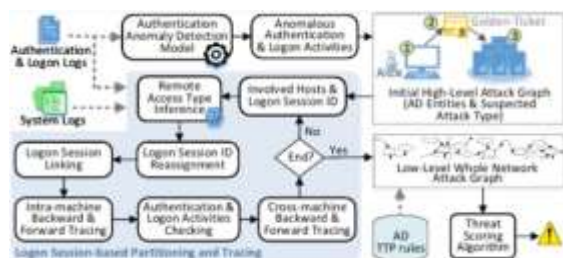 Authentication
& Logon Logs
System Logs
Authentication
Anomaly Detection
Model
Anomalous
Authentication
& Logon Activities
Golden Ticket
Alice
Initial High-Level Attack Graph
(AD Entities & Suspected
Attack Type)
Remote
Access Type
Inference
Involved Hosts &
Logon Session ID
No
Logon Session
Linking
Logon Session ID
Reassignment
End?
Yes
Low-Level Whole Network
Attack Graph
Intra-machine
Backward &
Forward Tracing
Authentication &
Logon Activities
Checking
Cross-machine
Backward &
Forward Tracing
AD
TTP rules
Threat
Scoring
Algorithm
Logon Session-based Partitioning and Tracing